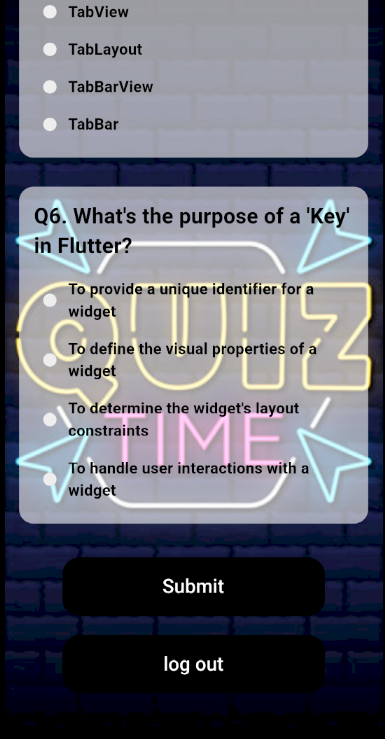 TabView
TabLayout
TabBarView
TabBar
Q6. What's the purpose of a 'Key'
in Flutter?
To provide a unique identifier for a
widget
To define the visual properties of a
widget
To determine the widget's layout
constraints
To handle user interactions with a
widget
QUIZ
TIME
Submit
log out